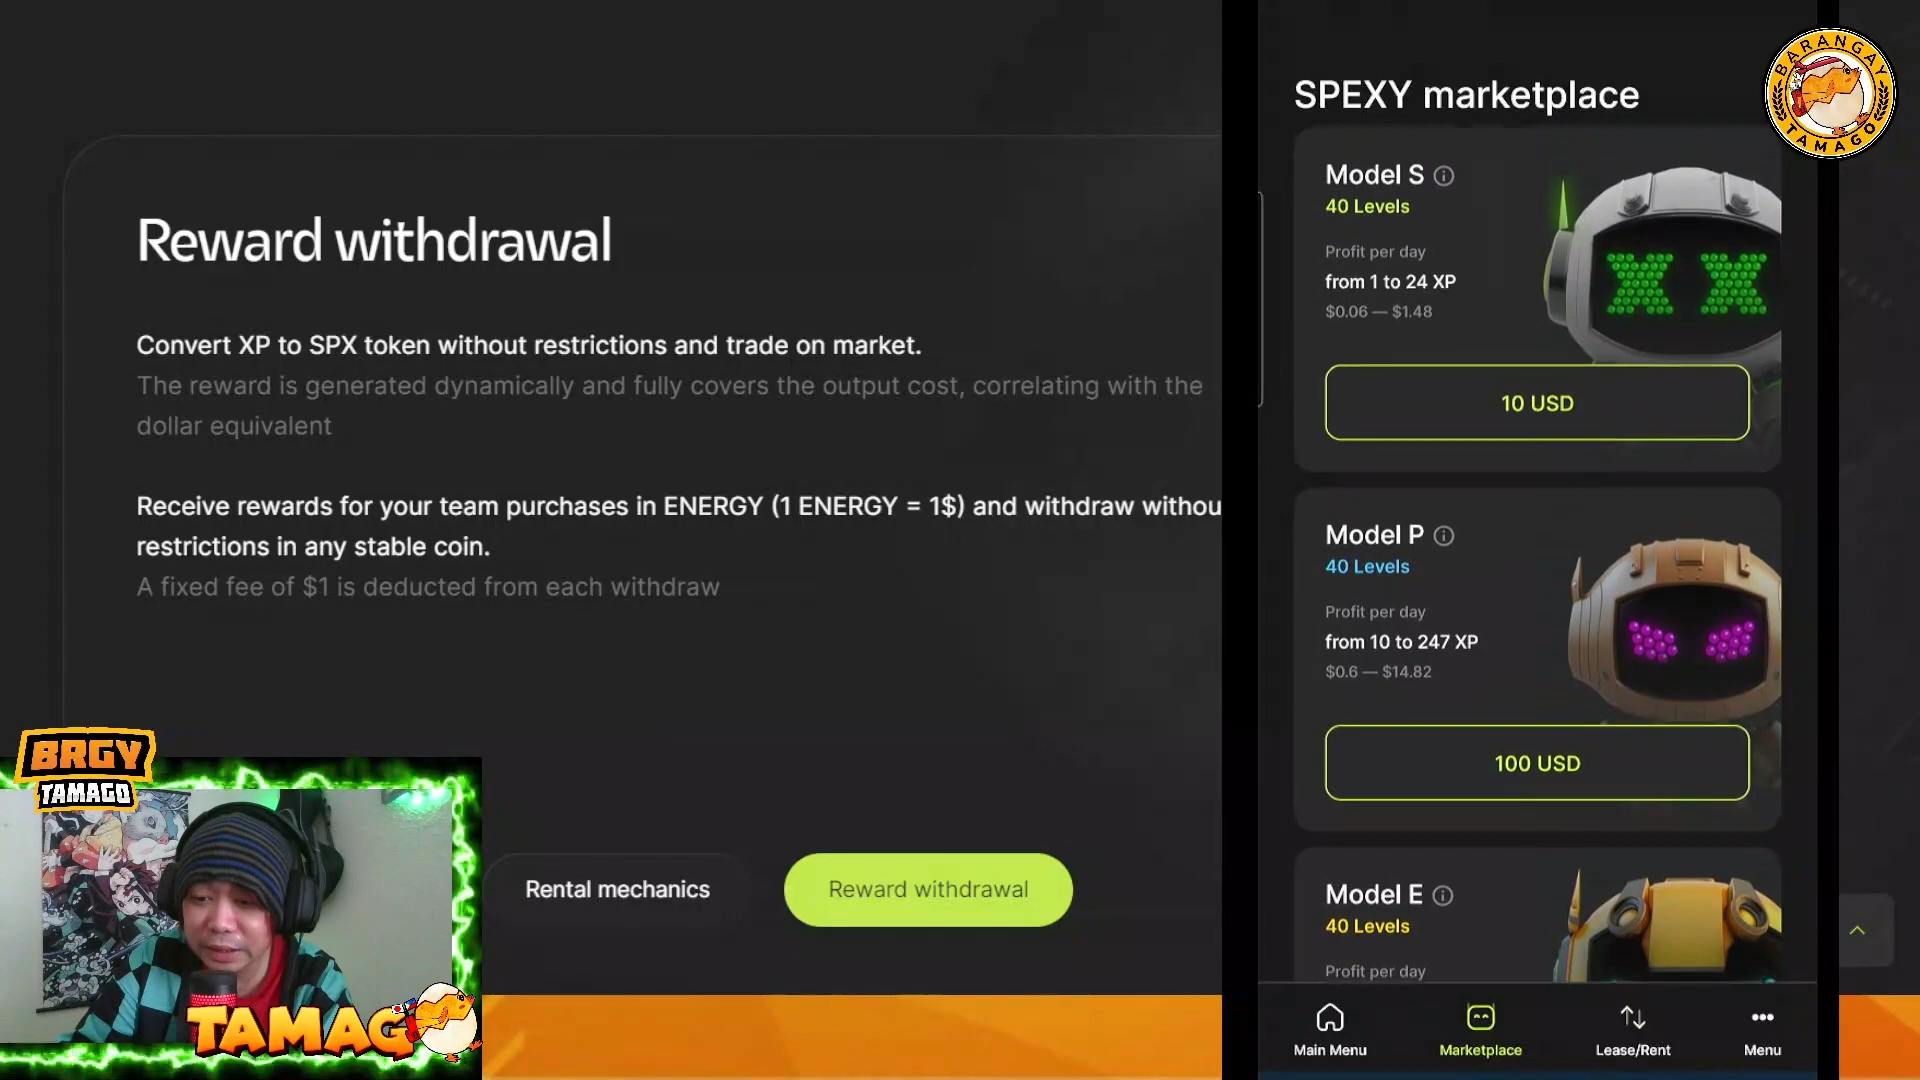 Reward withdrawal
Convert XP to SPX token without restrictions and trade on market.
The reward is generated dynamically and fully covers the output cost, correlating with the
dollar equivalent
Receive rewards for your team purchases in ENERGY (1 ENERGY = 1$) and withdraw withou
restrictions in any stable coin.
A fixed fee of $1 is deducted from each withdraw
Rental mechanics
Reward withdrawal
SPEXY marketplace
Model S
40 Levels
Profit per day
from 1 to 24 XP
$0.06 — $1.48
10 USD
Model P
40 Levels
Profit per day
from 10 to 247 XP
$0.6 — $14.82
100 USD
Model E
40 Levels
Profit per day
Main Menu
Marketplace
Lease/Rent
Menu
BARANGAY
TAMAGO
BRGY
TAMAGO
TAMAG